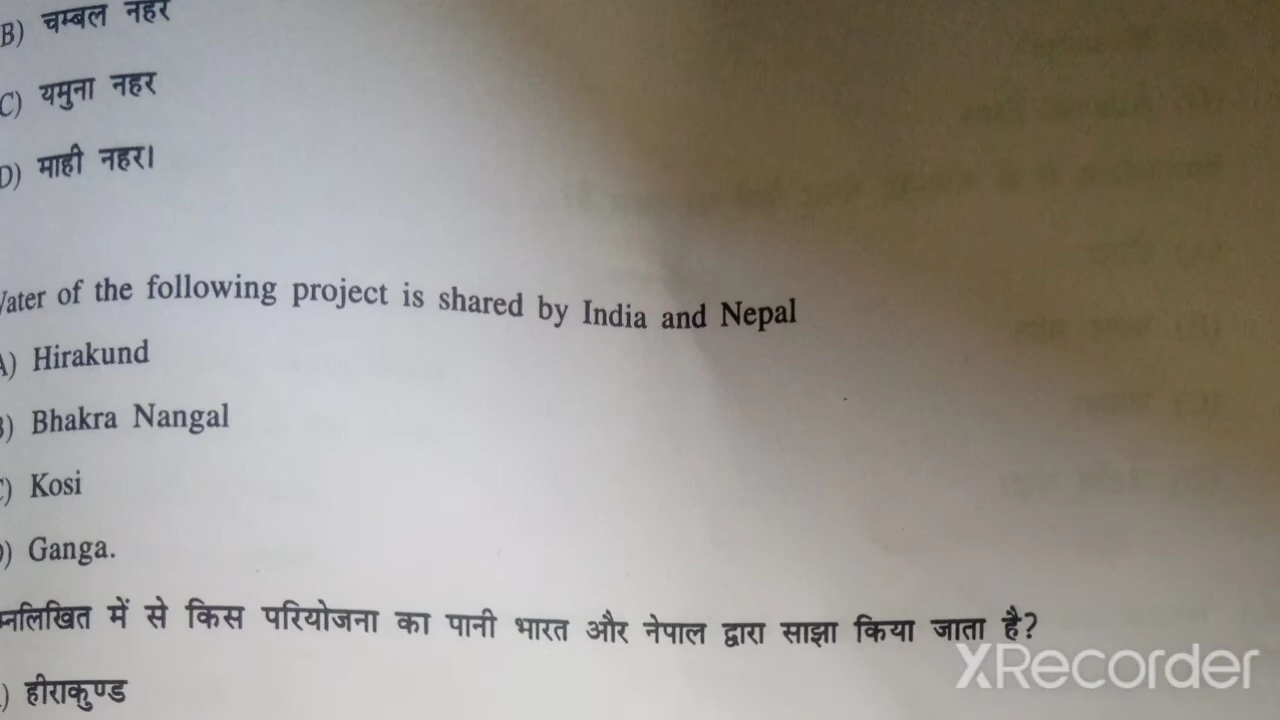 B) चम्बल नहर
C) यमुना नहर
D) माही नहर।
ater of the following project is shared by India and Nepal
A) Hirakund
B) Bhakra Nangal
C) Kosi
D) Ganga.
म्नलिखित में से किस परियोजना का पानी भारत और नेपाल द्वारा साझा किया जाता है?
) हीराकुण्ड
XRecorder